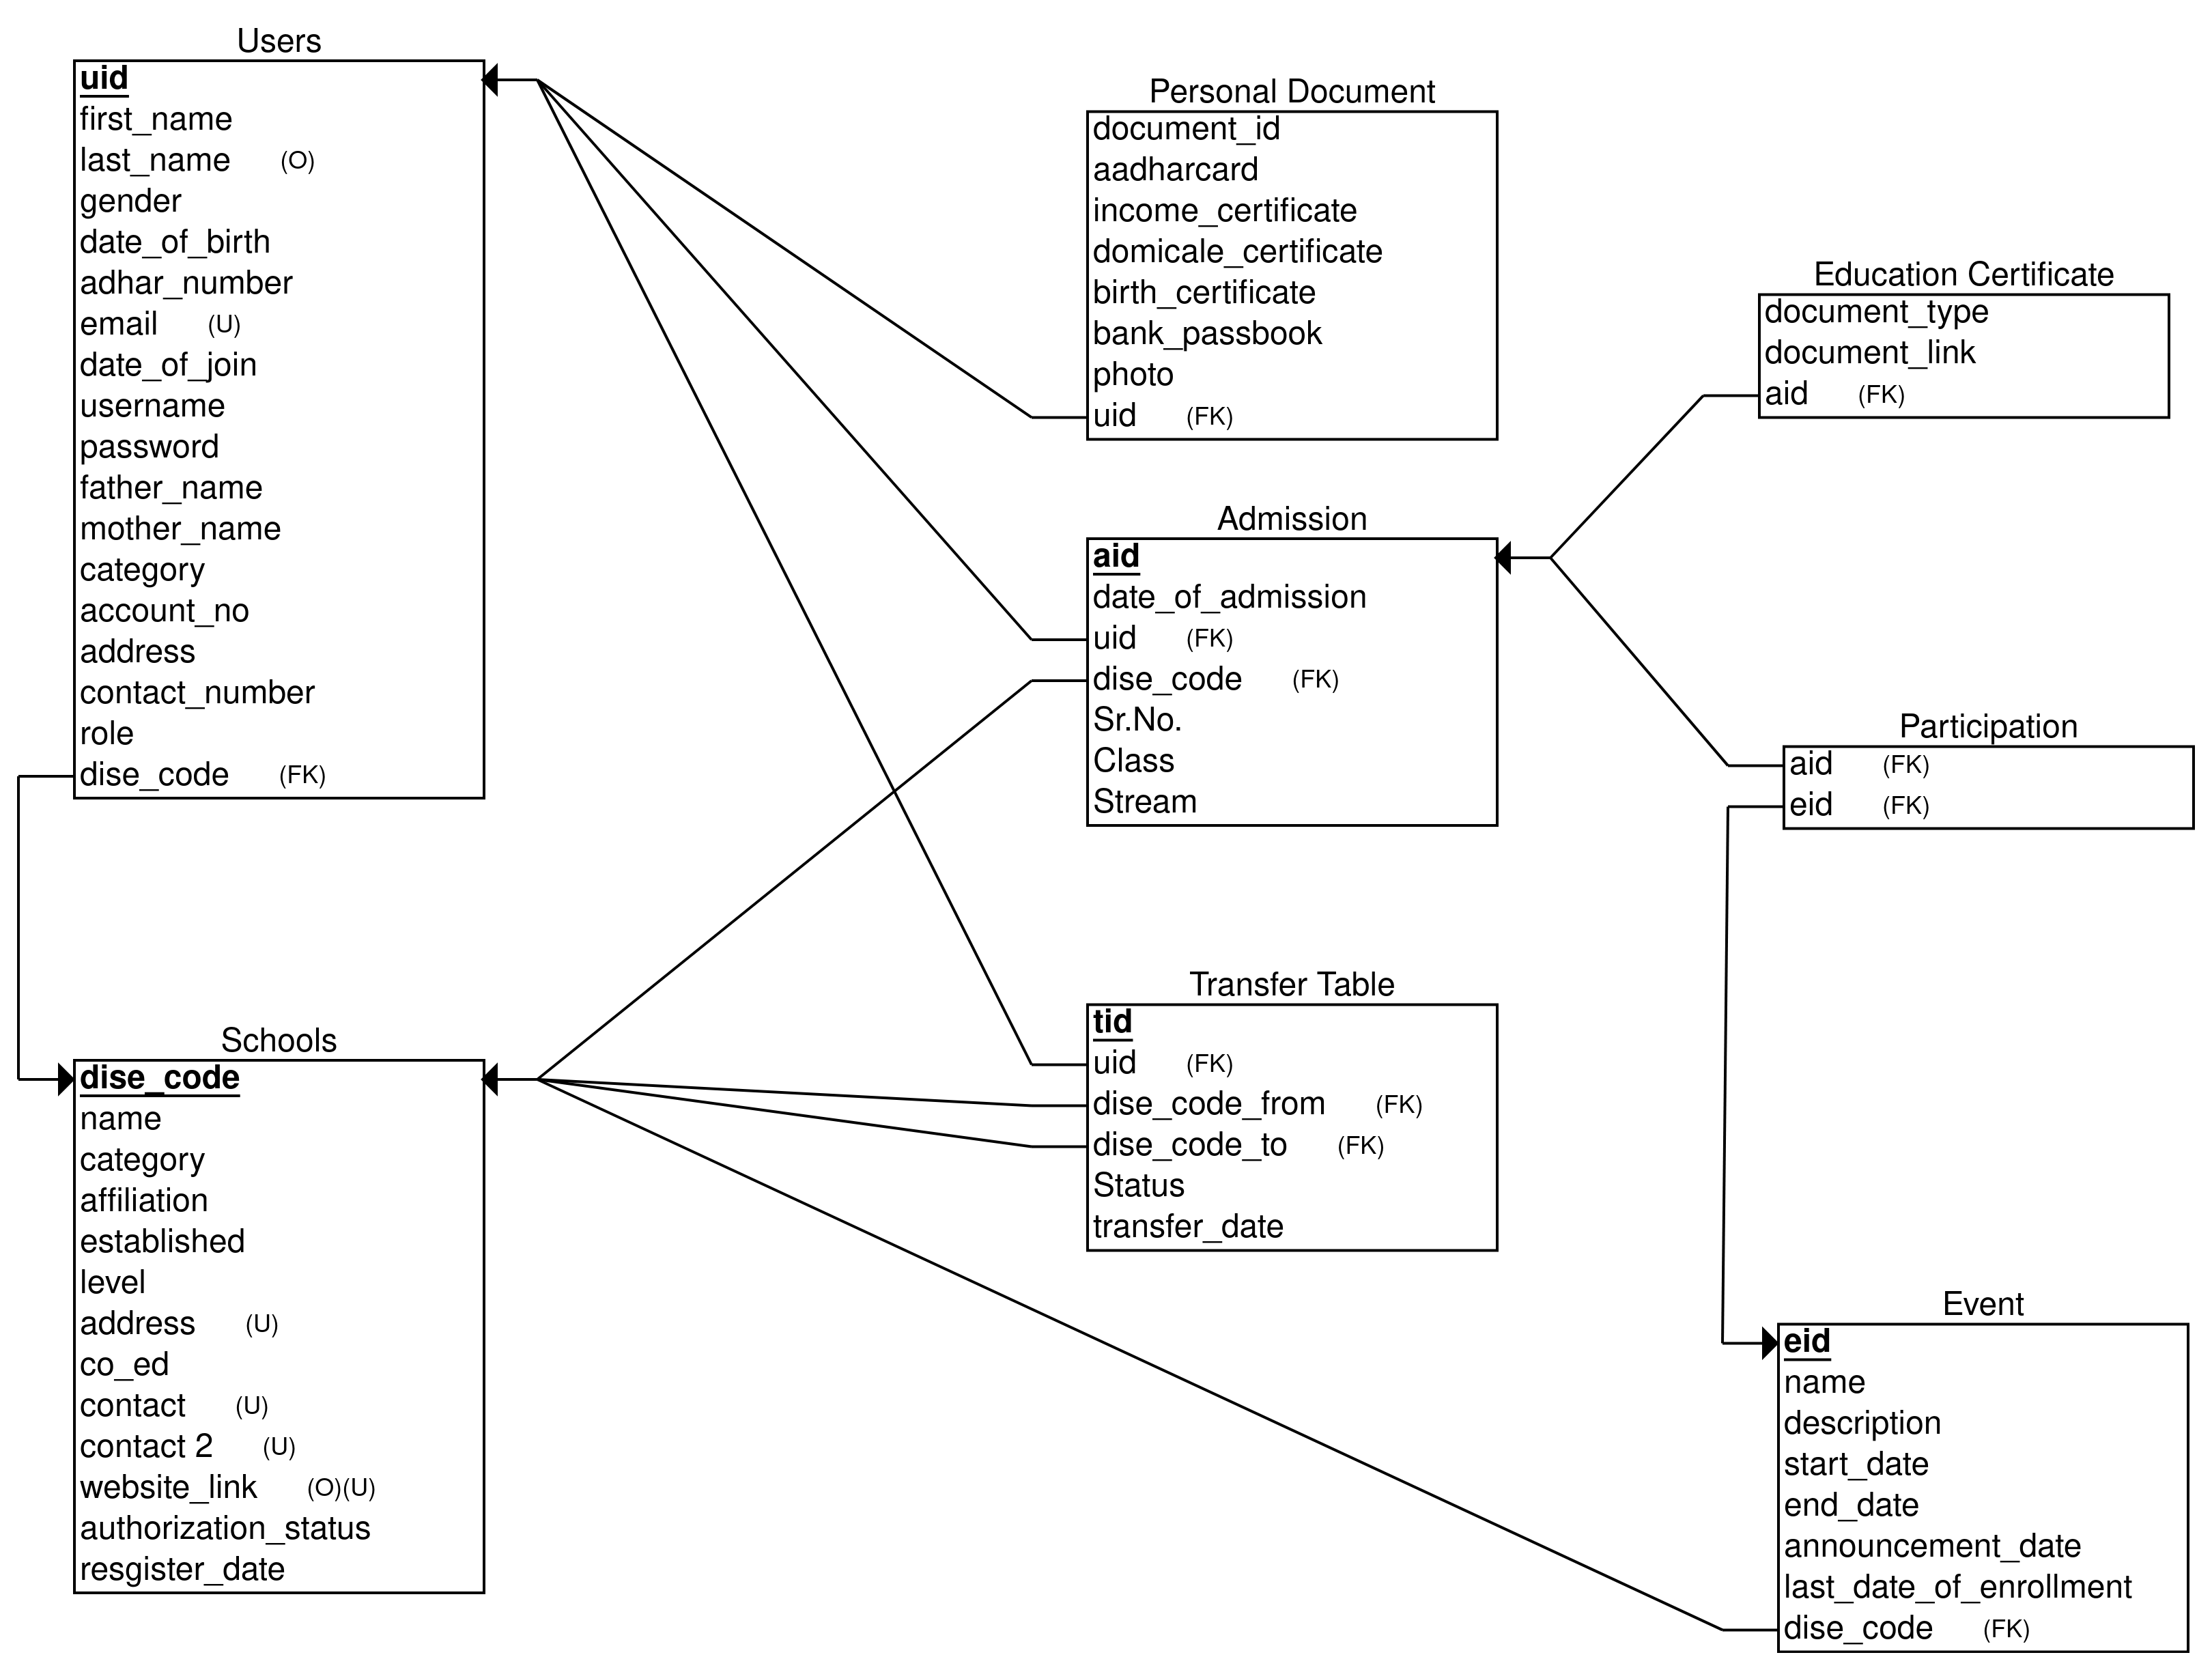 Users
uid
first_name
last_name (O)
gender
date_of_birth
adhar_number
email (U)
date_of_join
username
password
father_name
mother_name
category
account_no
address
contact_number
role
dise_code (FK)
Schools
dise_code
name
category
affiliation
established
level
address (U)
co_ed
contact (U)
contact 2 (U)
website_link (O)(U)
authorization_status
resgister_date
Personal Document
document_id
aadharcard
income_certificate
domicale_certificate
birth_certificate
bank_passbook
photo
uid (FK)
Admission
aid
date_of_admission
uid (FK)
dise_code (FK)
Sr.No.
Class
Stream
Transfer Table
tid
uid (FK)
dise_code_from (FK)
dise_code_to (FK)
Status
transfer_date
Education Certificate
document_type
document_link
aid (FK)
Participation
aid (FK)
eid (FK)
Event
eid
name
description
start_date
end_date
announcement_date
last_date_of_enrollment
dise_code (FK)